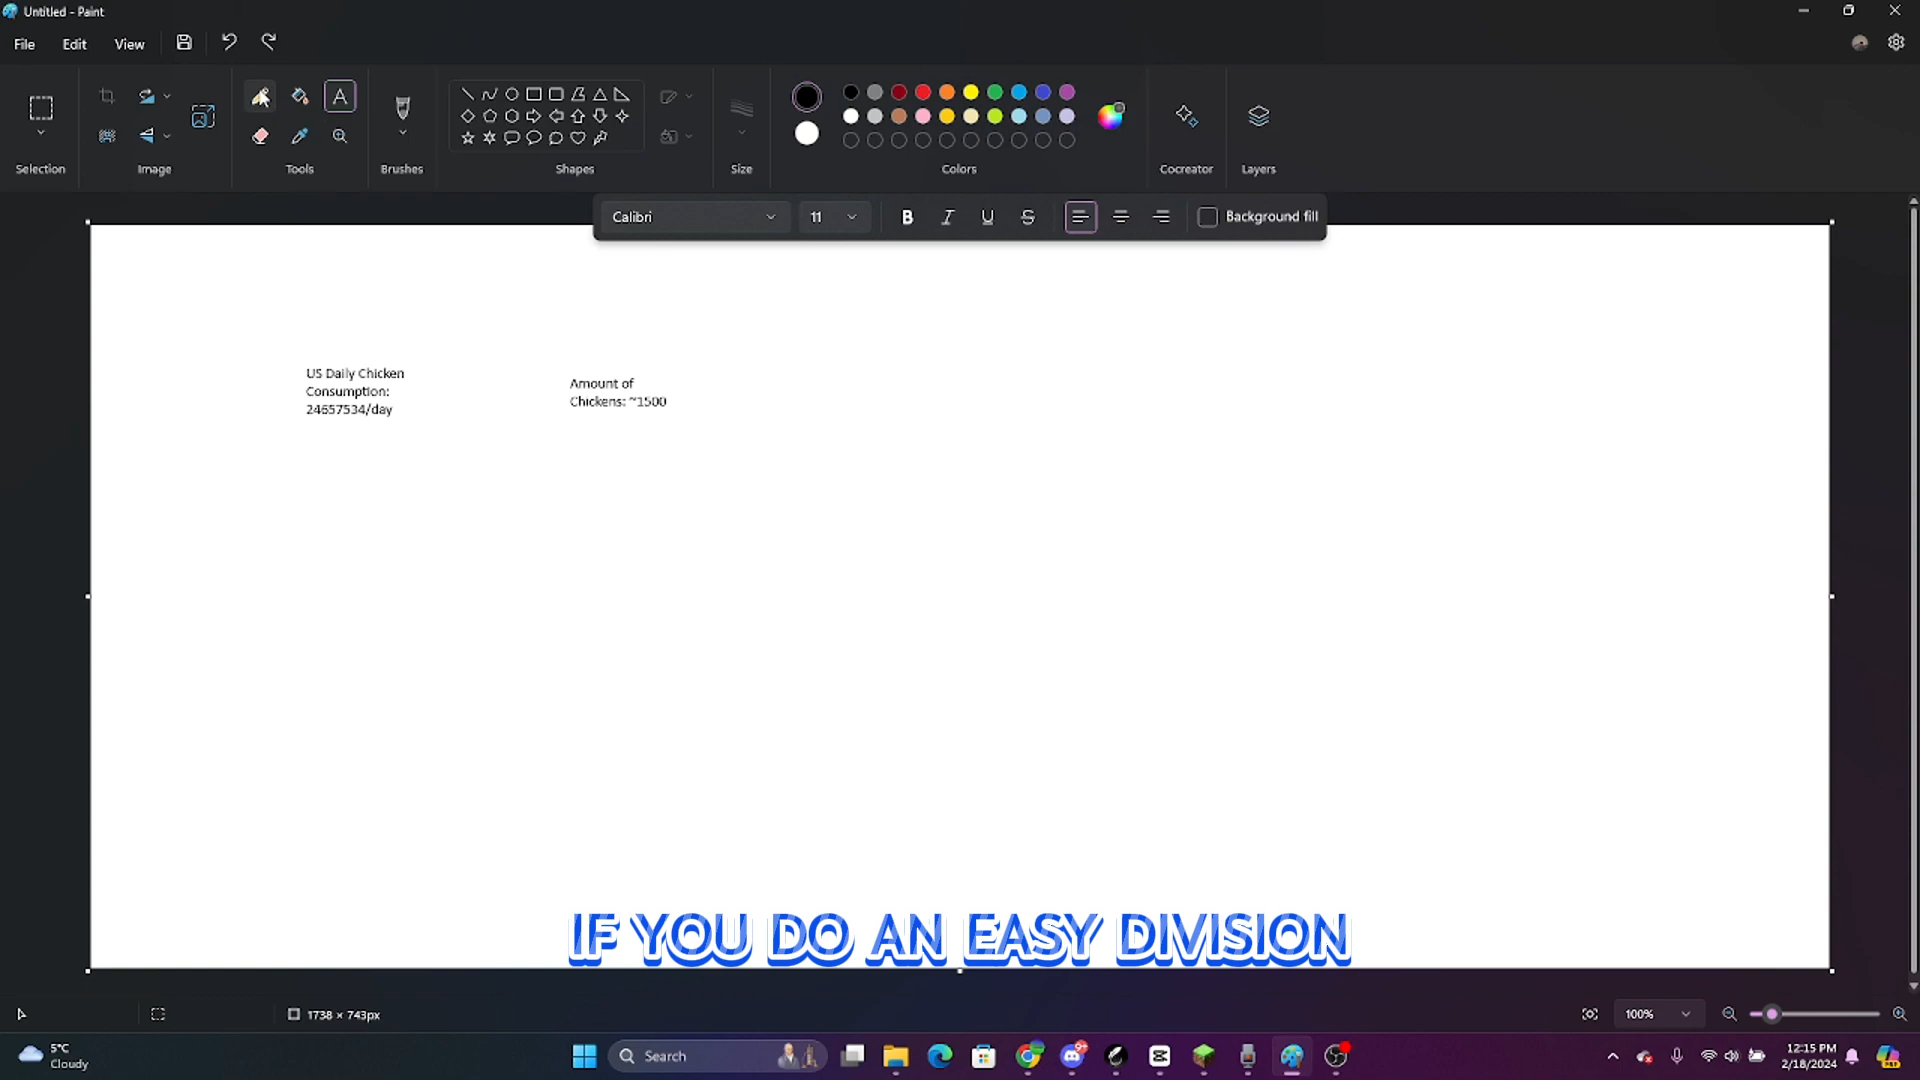 Untitled - Paint
File Edit View
Selection
Image
Tools
Brushes
Shapes
Size
Colors
Cocreator
Layers
Calibri
11
B I U S
Background fill
US Daily Chicken
Consumption:
24657534/day
Amount of
Chickens: ~1500
IF YOU DO AN EASY DIVISION
1738 × 743px
100%
5°C
Cloudy
Search
12:15 PM
2/18/2024